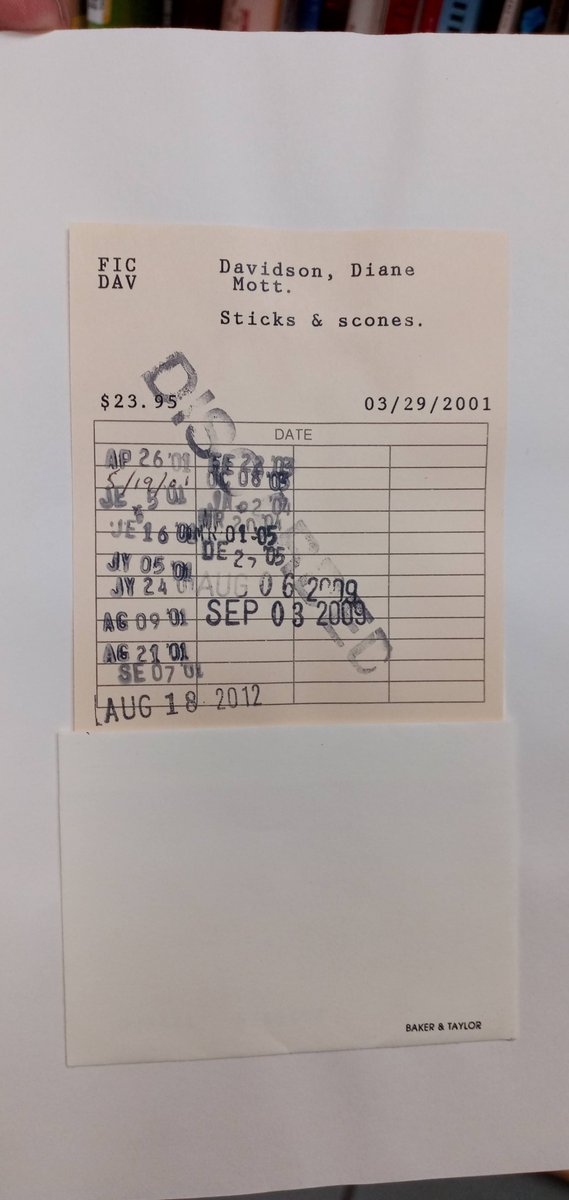 FIC
DAV
Davidson, Diane
Mott.
Sticks & scones.
$23.95
03/29/2001
DATE
AP 26 '01
5/19/01
JE 5 '01
JE 16 '01
JY 05 '01
JY 24 '01
AG 09 '01
AG 21 '01
SE 07 '01
AUG 18 2012
FE 22 '03
MR 01 '05
DE 27 '05
AUG 06 2009
SEP 03 2009
DISCARDED
BAKER & TAYLOR